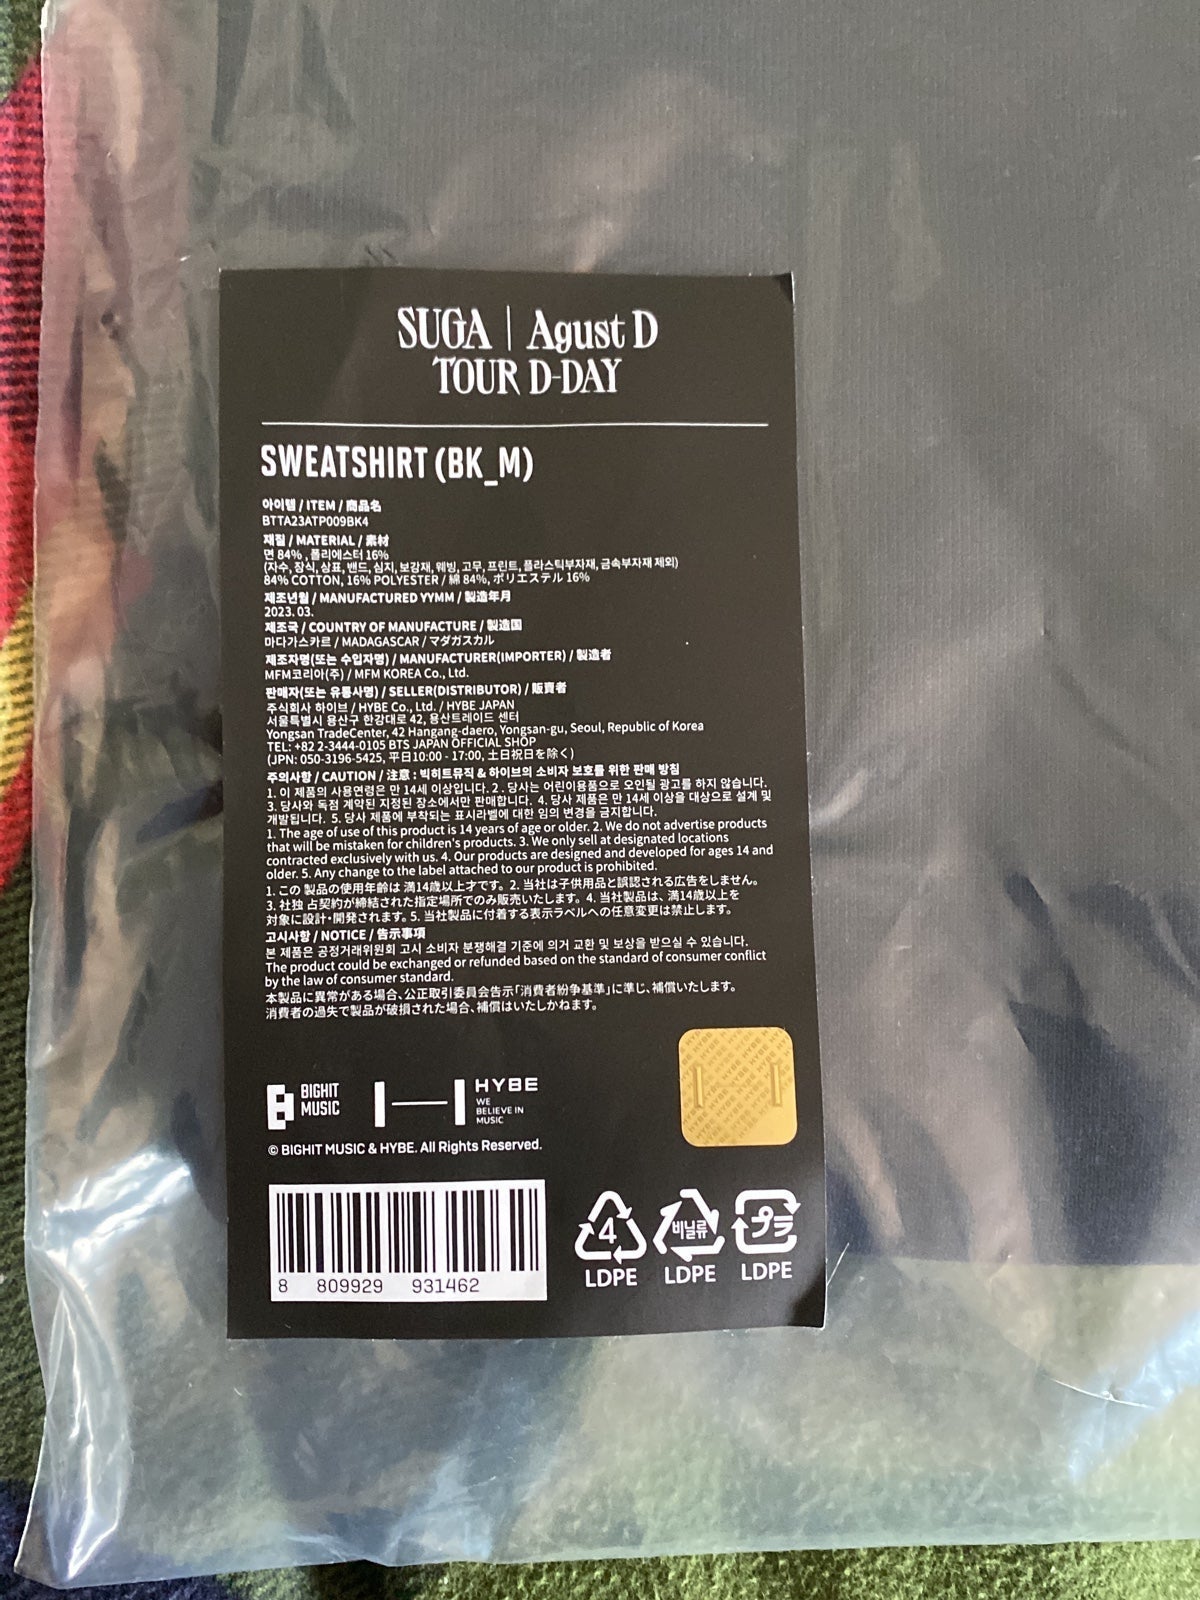 SUGA | Agust D
TOUR D-DAY
SWEATSHIRT (BK_M)
아이템 / ITEM / 商品名
BTTA23ATP009BK4
재질 / MATERIAL / 素材
면 84% , 폴리에스터 16%
(자수, 장식, 상표, 밴드, 심지, 보강재, 웨빙, 고무, 프린트, 플라스틱부자재, 금속부자재 제외)
84% COTTON, 16% POLYESTER / 綿 84%, ポリエステル 16%
제조년월 / MANUFACTURED YYMM / 製造年月
2023. 03.
제조국 / COUNTRY OF MANUFACTURE / 製造国
마다가스카르 / MADAGASCAR / マダガスカル
제조자명(또는 수입자명) / MANUFACTURER(IMPORTER) / 製造者
MFM코리아(주) / MFM KOREA Co., Ltd.
판매자(또는 유통사명) / SELLER(DISTRIBUTOR) / 販賣者
주식회사 하이브 / HYBE Co., Ltd. / HYBE JAPAN
서울특별시 용산구 한강대로 42, 용산트레이드 센터
Yongsan TradeCenter, 42 Hangang-daero, Yongsan-gu, Seoul, Republic of Korea
TEL: +82 2-3444-0105 BTS JAPAN OFFICIAL SHOP
(JPN: 050-3196-5425, 平日10:00 - 17:00, 土日祝日を除く)
주의사항 / CAUTION / 注意 : 빅히트뮤직 & 하이브의 소비자 보호를 위한 판매 방침
1. 이 제품의 사용연령은 만 14세 이상입니다. 2 . 당사는 어린이용품으로 오인될 광고를 하지 않습니다.
3. 당사와 독점 계약된 지정된 장소에서만 판매합니다. 4. 당사 제품은 만 14세 이상을 대상으로 설계 및
개발됩니다. 5. 당사 제품에 부착되는 표시라벨에 대한 임의 변경을 금지합니다.
1. The age of use of this product is 14 years of age or older. 2. We do not advertise products
that will be mistaken for children's products. 3. We only sell at designated locations
contracted exclusively with us. 4. Our products are designed and developed for ages 14 and
older. 5. Any change to the label attached to our product is prohibited.
1. この 製品の使用年齢は 満14歳以上才です。 2. 当社は子供用品と誤認される広告をしません。
3. 社独 占契約が締結された指定場所でのみ販売いたします。 4. 当社製品は、満14歳以上を
対象に設計・開発されます。 5. 当社製品に付着する表示ラベルへの任意変更は禁止します。
고시사항 / NOTICE / 告示事項
본 제품은 공정거래위원회 고시 소비자 분쟁해결 기준에 의거 교환 및 보상을 받으실 수 있습니다.
The product could be exchanged or refunded based on the standard of consumer conflict
by the law of consumer standard.
本製品に異常がある場合、公正取引委員会告示「消費者紛争基準」に準じ、補償いたします。
消費者の過失で製品が破損された場合、補償はいたしかねます。
BIGHIT
MUSIC
HYBE
WE
BELIEVE IN
MUSIC
© BIGHIT MUSIC & HYBE. All Rights Reserved.
8 809929 931462
4
LDPE
비닐류
LDPE
プラ
LDPE